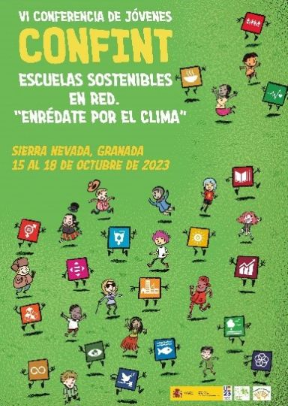 VI CONFERENCIA DE JÓVENES
CONFINT
ESCUELAS SOSTENIBLES
EN RED.
"ENRÉDATE POR EL CLIMA"
SIERRA NEVADA, GRANADA
15 AL 18 DE OCTUBRE DE 2023